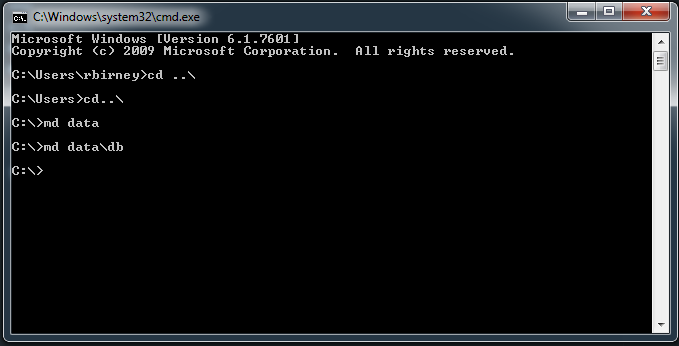 C:\Windows\system32\cmd.exe
Microsoft Windows [Version 6.1.7601]
Copyright (c) 2009 Microsoft Corporation.  All rights reserved.
C:\Users\rbirney>cd ..\
C:\Users>cd..\
C:\>md data
C:\>md data\db
C:\>